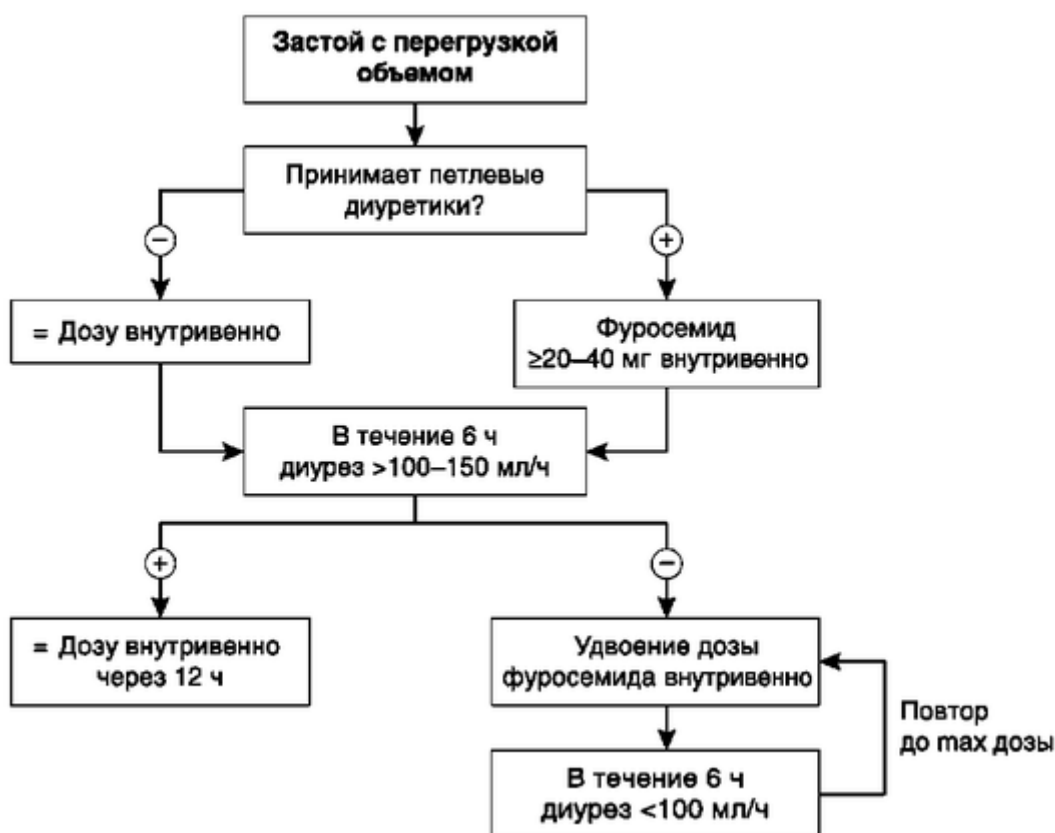 Застой с перегрузкой
объемом
Принимает петлевые
диуретики?
−
+
= Дозу внутривенно
Фуросемид
≥20–40 мг внутривенно
В течение 6 ч
диурез >100–150 мл/ч
+
−
= Дозу внутривенно
через 12 ч
Удвоение дозы
фуросемида внутривенно
Повтор
до max дозы
В течение 6 ч
диурез <100 мл/ч